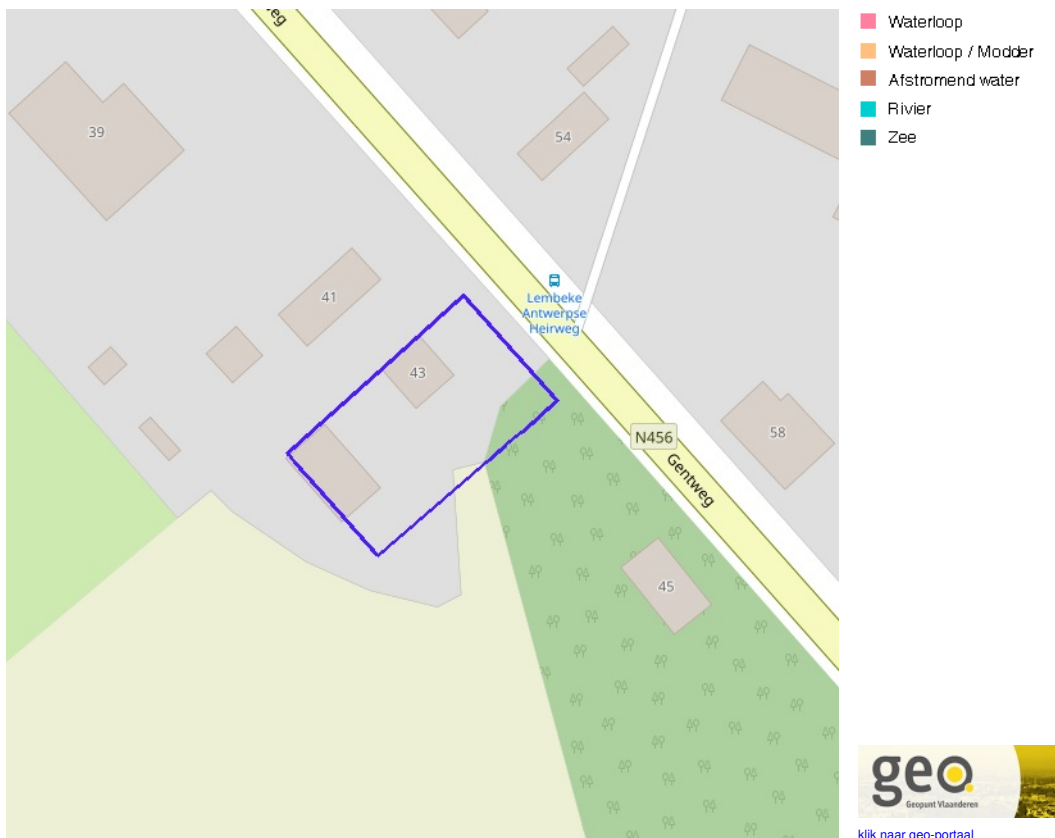 eg
39
54
41
Lembeke
Antwerpse
Heirweg
43
58
N456
Gentweg
45
Waterloop
Waterloop / Modder
Afstromend water
Rivier
Zee
geo.
Geopunt Vlaanderen
klik naar geo-portaal